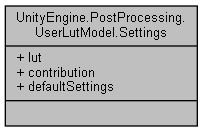 UnityEngine.PostProcessing.
UserLutModel.Settings
+ lut
+ contribution
+ defaultSettings